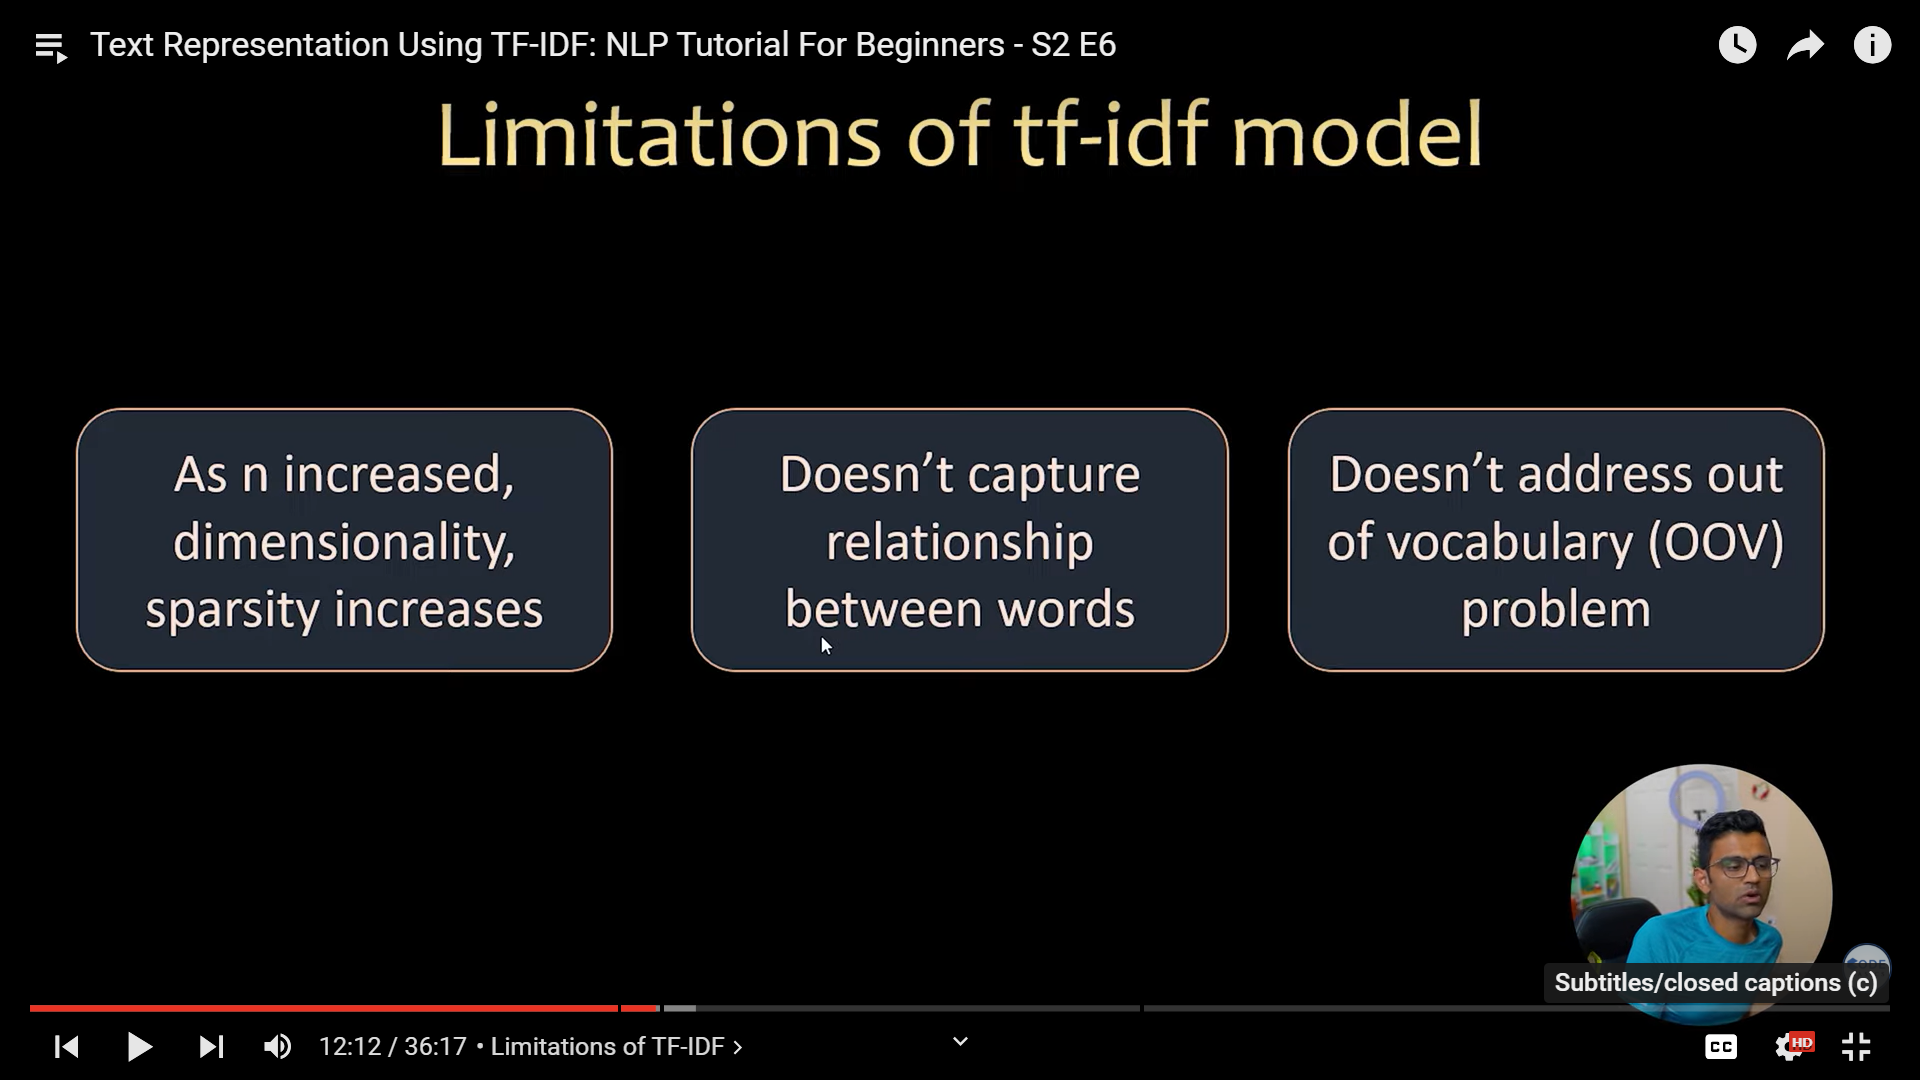 Text Representation Using TF-IDF: NLP Tutorial For Beginners - S2 E6
Limitations of tf-idf model
As n increased,
dimensionality,
sparsity increases
Doesn't capture
relationship
between words
Doesn't address out
of vocabulary (OOV)
problem
Subtitles/closed captions (c)
12:12 / 36:17 • Limitations of TF-IDF >
CC
HD